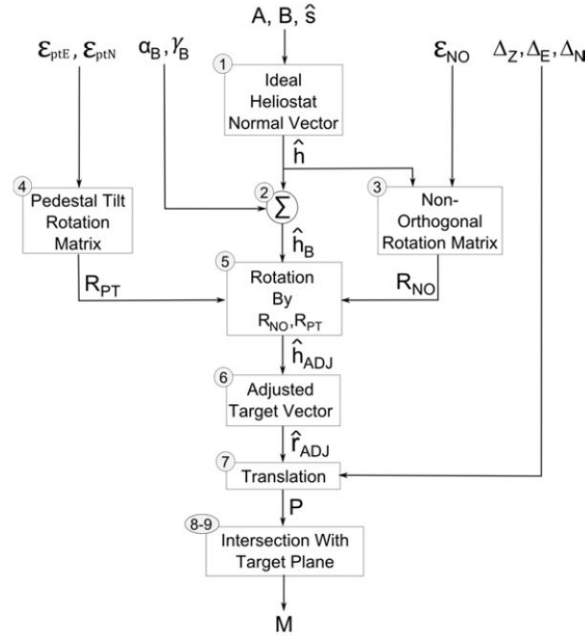 A, B, ŝ
ε_ptE, ε_ptN
α_B, γ_B
ε_NO
Δ_Z, Δ_E, Δ_N
1
Ideal
Heliostat
Normal Vector
ĥ
4
Pedestal Tilt
Rotation
Matrix
2
Σ
3
Non-
Orthogonal
Rotation Matrix
ĥ_B
R_PT
5
Rotation
By
R_NO,R_PT
R_NO
ĥ_ADJ
6
Adjusted
Target Vector
r̂_ADJ
7
Translation
P
8-9
Intersection With
Target Plane
M